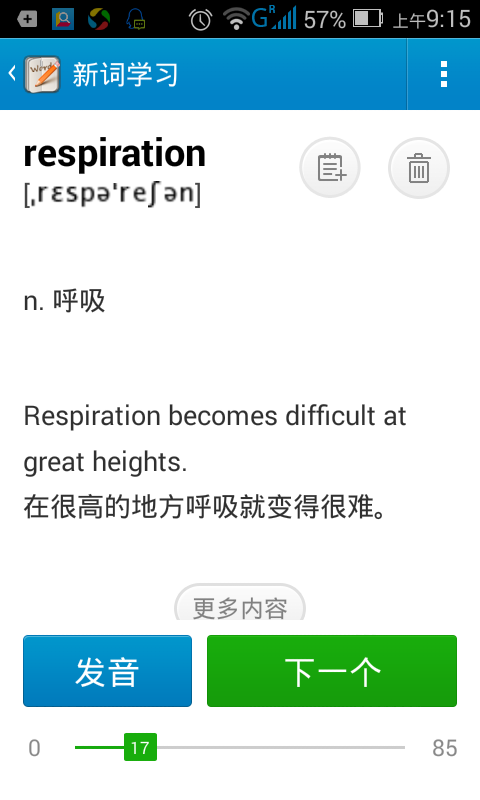 57% 上午9:15
新词学习
respiration
[ˌrɛspə'reʃən]
n. 呼吸
Respiration becomes difficult at
great heights.
在很高的地方呼吸就变得很难。
更多内容
发音 下一个
0 17 85